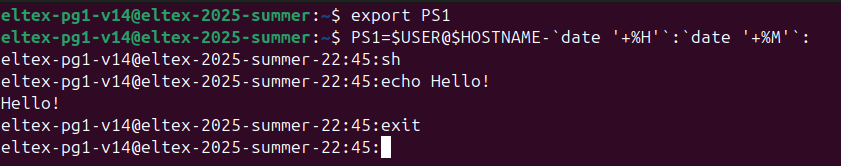 eltex-pg1-v14@eltex-2025-summer:~$ export PS1
eltex-pg1-v14@eltex-2025-summer:~$ PS1=$USER@$HOSTNAME-`date '+%H'`:`date '+%M'`:
eltex-pg1-v14@eltex-2025-summer-22:45:sh
eltex-pg1-v14@eltex-2025-summer-22:45:echo Hello!
Hello!
eltex-pg1-v14@eltex-2025-summer-22:45:exit
eltex-pg1-v14@eltex-2025-summer-22:45: